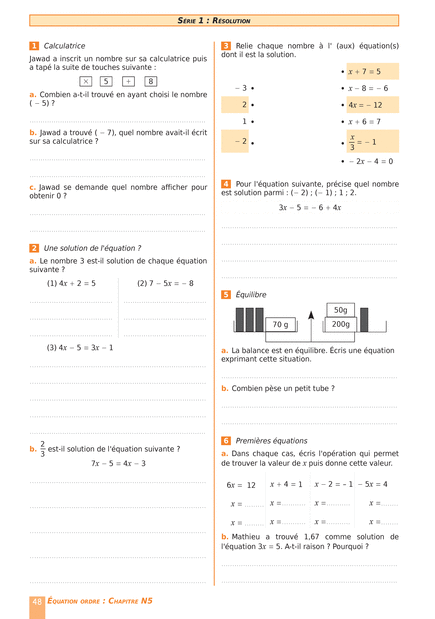 SÉRIE 1 : RÉSOLUTION
1 Calculatrice
Jawad a inscrit un nombre sur sa calculatrice puis
a tapé la suite de touches suivante :
× 5 + 8
a. Combien a-t-il trouvé en ayant choisi le nombre
( − 5) ?
b. Jawad a trouvé ( − 7), quel nombre avait-il écrit
sur sa calculatrice ?
c. Jawad se demande quel nombre afficher pour
obtenir 0 ?
2 Une solution de l'équation ?
a. Le nombre 3 est-il solution de chaque équation
suivante ?
(1) 4x + 2 = 5 (2) 7 − 5x = − 8
(3) 4x − 5 = 3x − 1
b. 2/3 est-il solution de l'équation suivante ?
7x − 5 = 4x − 3
3 Relie chaque nombre à l' (aux) équation(s)
dont il est la solution.
• x + 7 = 5
− 3 • • x − 8 = − 6
2 • • 4x = − 12
1 • • x + 6 = 7
− 2 • • x/3 = − 1
• − 2x − 4 = 0
4 Pour l'équation suivante, précise quel nombre
est solution parmi : (− 2) ; (− 1) ; 1 ; 2.
3x − 5 = − 6 + 4x
5 Équilibre
50g
70 g 200g
a. La balance est en équilibre. Écris une équation
exprimant cette situation.
b. Combien pèse un petit tube ?
6 Premières équations
a. Dans chaque cas, écris l'opération qui permet
de trouver la valeur de x puis donne cette valeur.
6x = 12 x + 4 = 1 x − 2 = − 1 − 5x = 4
x = ......... x = ........... x = ........... x = ........
x = ......... x = ........... x = ........... x = ........
b. Mathieu a trouvé 1,67 comme solution de
l'équation 3x = 5. A-t-il raison ? Pourquoi ?
48 ÉQUATION ORDRE : CHAPITRE N5